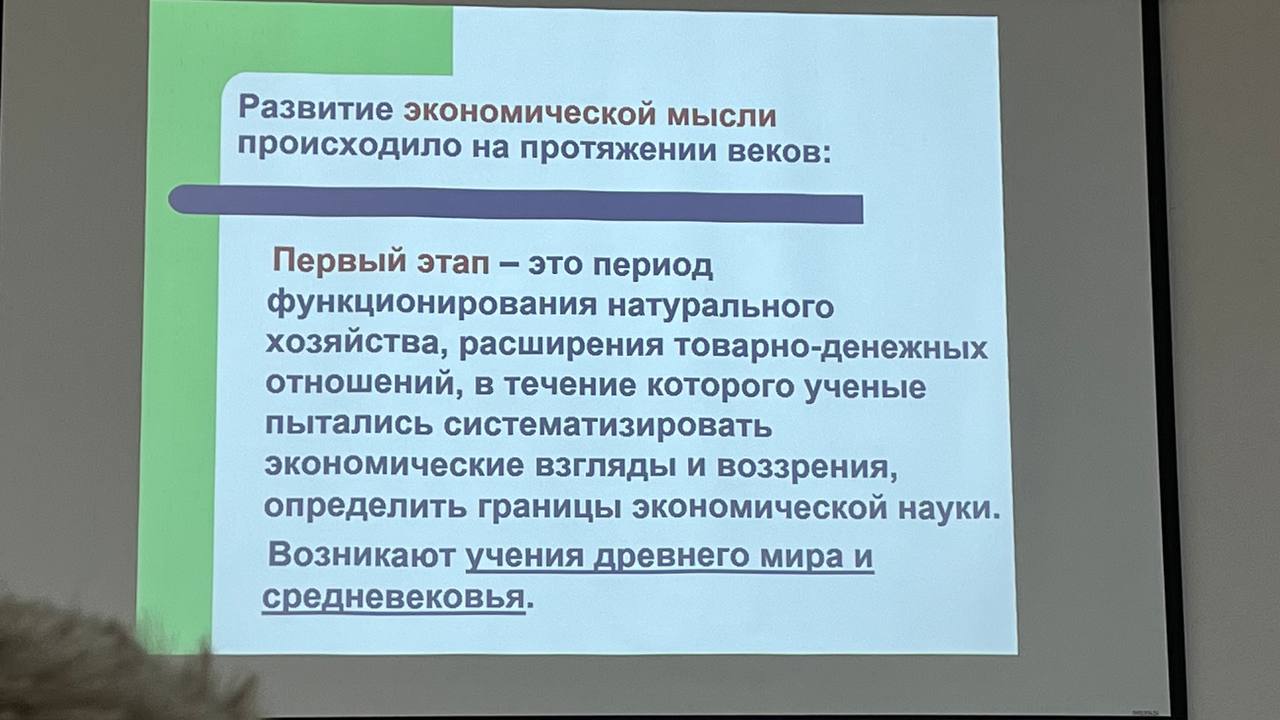 Развитие экономической мысли
происходило на протяжении веков:
Первый этап – это период
функционирования натурального
хозяйства, расширения товарно-денежных
отношений, в течение которого ученые
пытались систематизировать
экономические взгляды и воззрения,
определить границы экономической науки.
Возникают учения древнего мира и
средневековья.